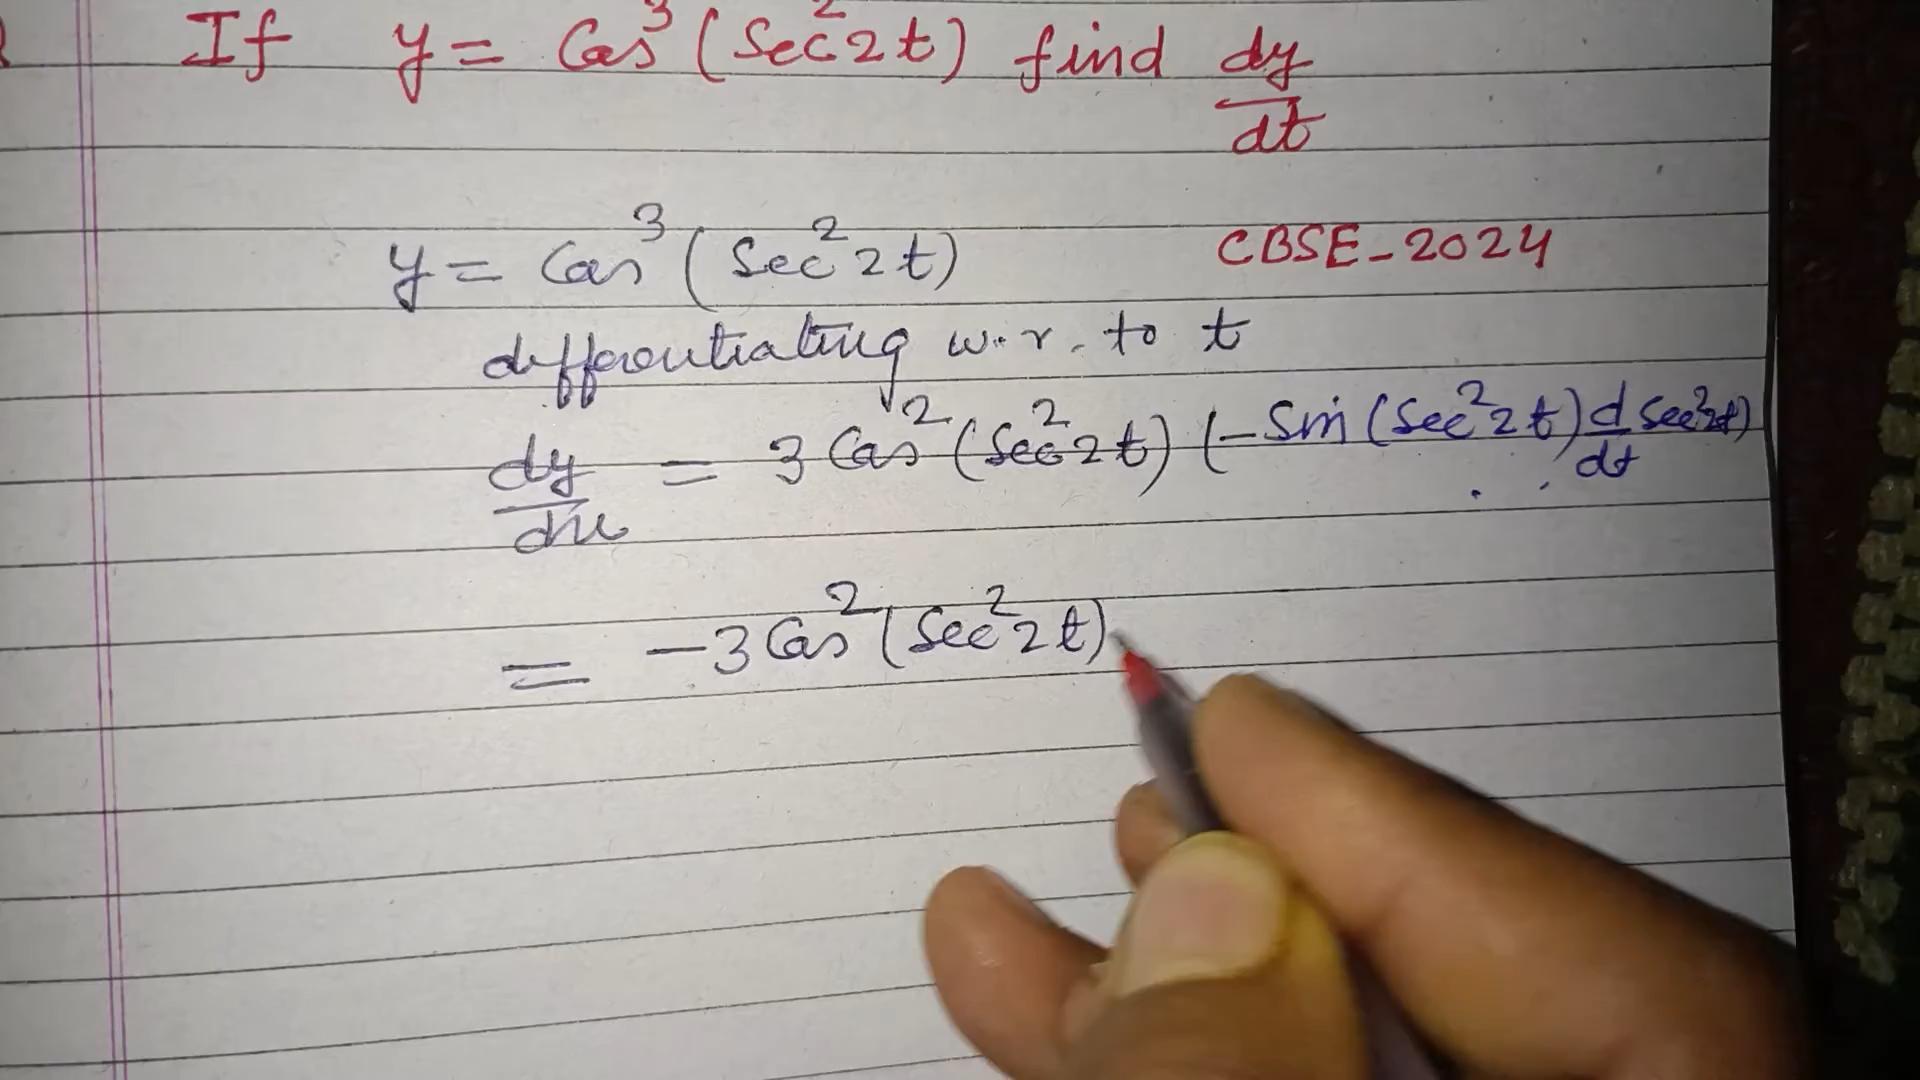 If y = Cos³ (Sec²2t) find dy/dt
y = Cos³ (Sec²2t) CBSE-2024
differentiating w.r. to t
dy/dx = 3 Cos² (Sec²2t) (-Sin (Sec²2t) d/dt Sec²2t)
= -3 Cos² (Sec²2t)